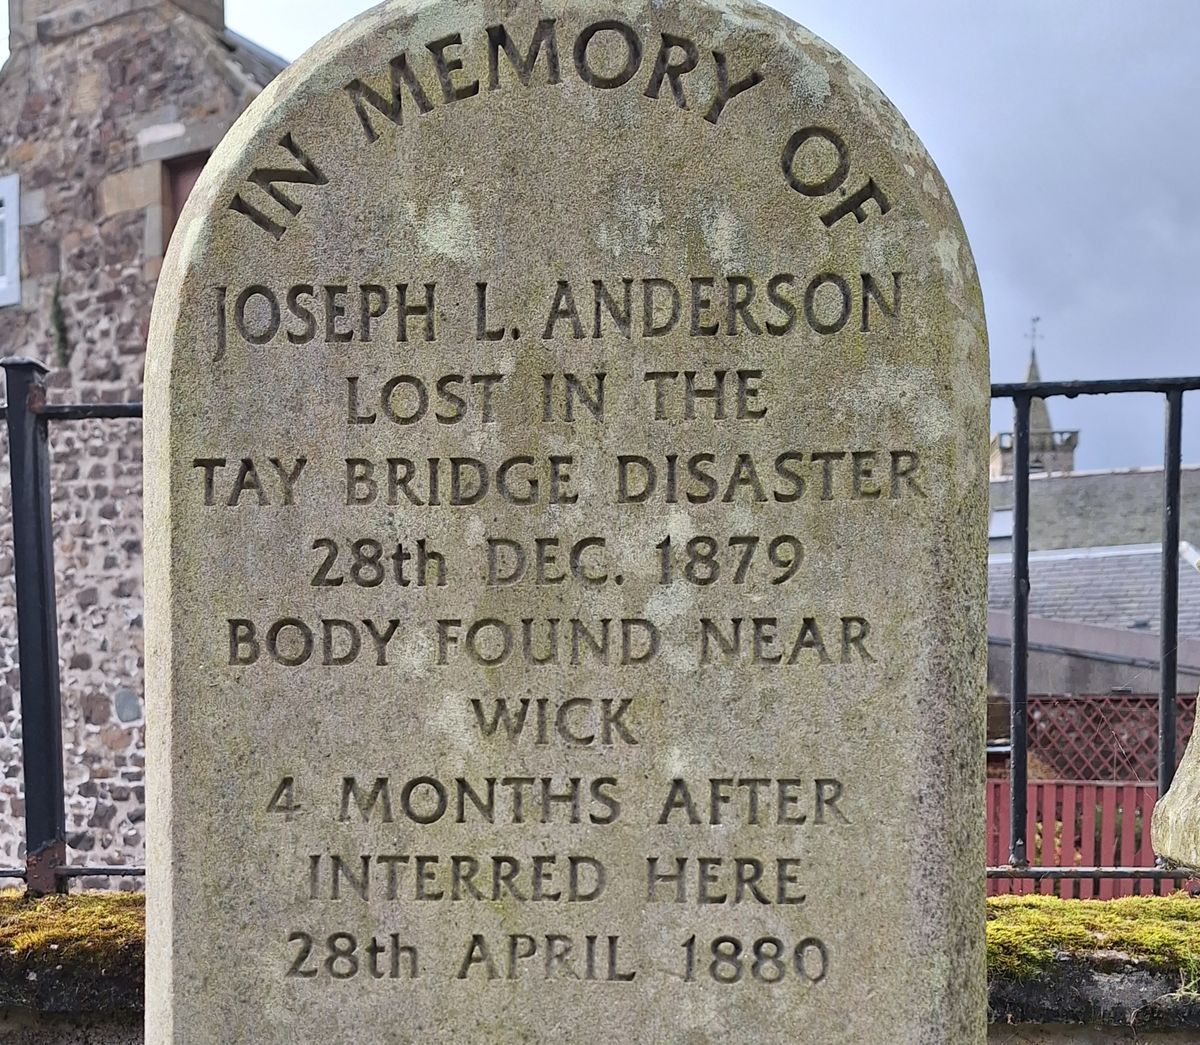 IN MEMORY OF
JOSEPH L. ANDERSON
LOST IN THE
TAY BRIDGE DISASTER
28th DEC. 1879
BODY FOUND NEAR
WICK
4 MONTHS AFTER
INTERRED HERE
28th APRIL 1880